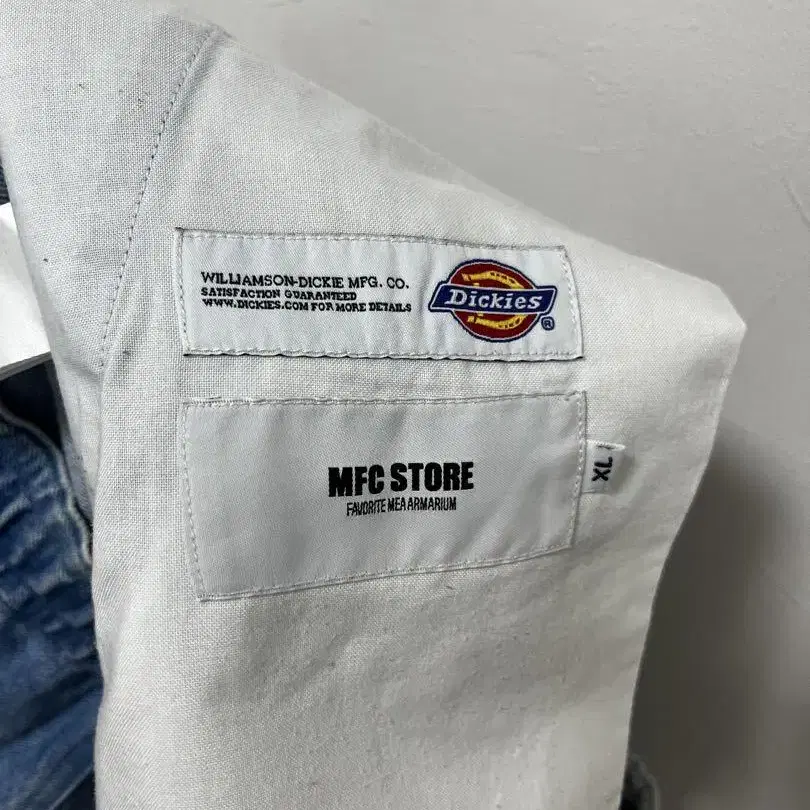 WILLIAMSON-DICKIE MFG. CO.
SATISFACTION GUARANTEED
WWW.DICKIES.COM FOR MORE DETAILS
Dickies®
MFC STORE
FAVORITE MEA ARMARIUM
XL